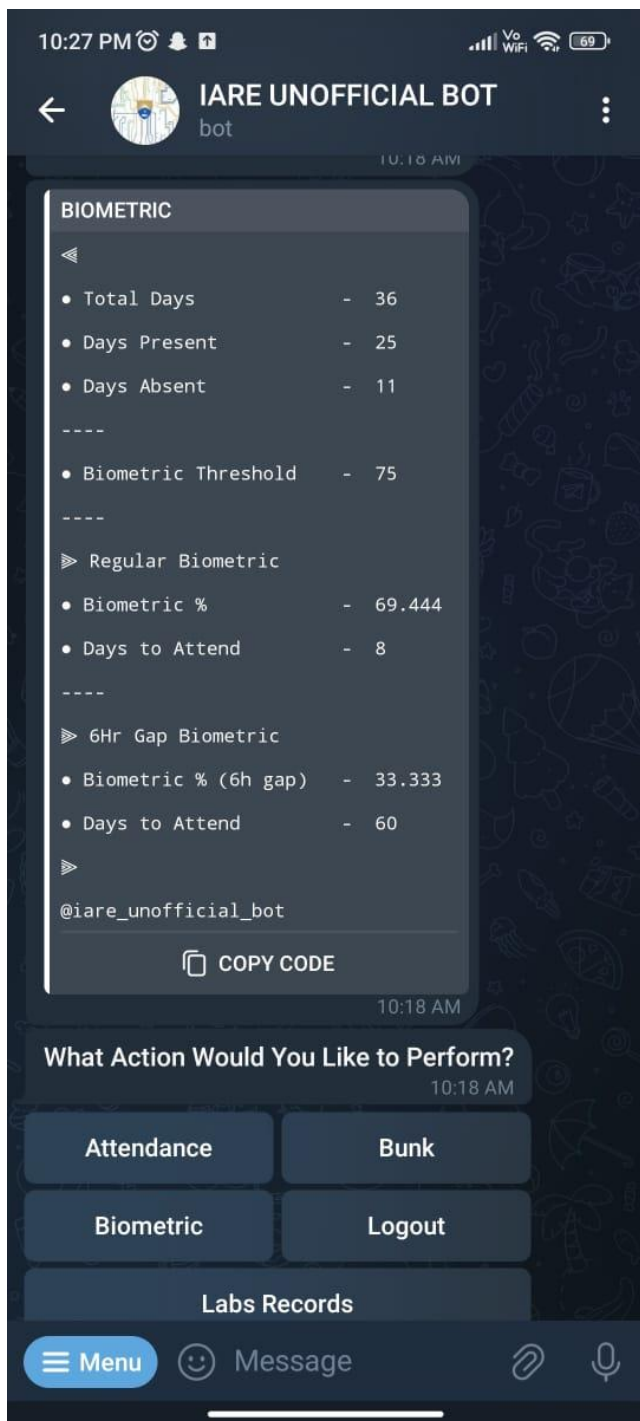 10:27 PM
Vo
WiFi
69
IARE UNOFFICIAL BOT
bot
10:18 AM
BIOMETRIC
⫷
● Total Days - 36
● Days Present - 25
● Days Absent - 11
----
● Biometric Threshold - 75
----
⫸ Regular Biometric
● Biometric % - 69.444
● Days to Attend - 8
----
⫸ 6Hr Gap Biometric
● Biometric % (6h gap) - 33.333
● Days to Attend - 60
⫸
@iare_unofficial_bot
COPY CODE
10:18 AM
What Action Would You Like to Perform?
10:18 AM
Attendance Bunk
Biometric Logout
Labs Records
Menu Message